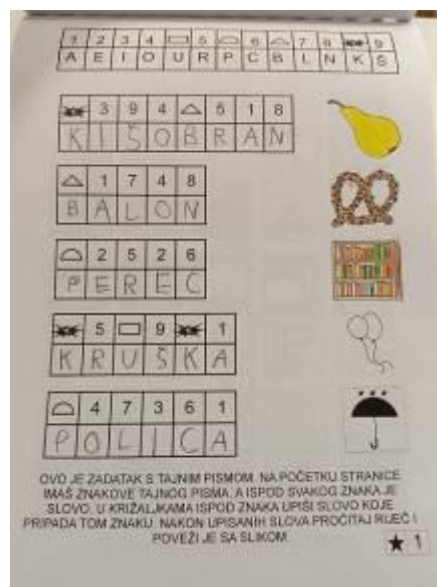 1 2 3 4 5 6 7 8 9
A E I O U R P C B L N K Š
3 9 4 5 1 8
K I Š O B R A N
1 7 4 8
B A L O N
2 5 2 6
P E R E C
5 9 1
K R U Š K A
4 7 3 6 1
P O L I C A
OVO JE ZADATAK S TAJNIM PISMOM. NA POČETKU STRANICE
IMAŠ ZNAKOVE TAJNOG PISMA, A ISPOD SVAKOG ZNAKA JE
SLOVO. U KRIŽALJKAMA ISPOD ZNAKA UPIŠI SLOVO KOJE
PRIPADA TOM ZNAKU. NAKON UPISANIH SLOVA PROČITAJ RIJEČ I
POVEŽI JE SA SLIKOM.
1